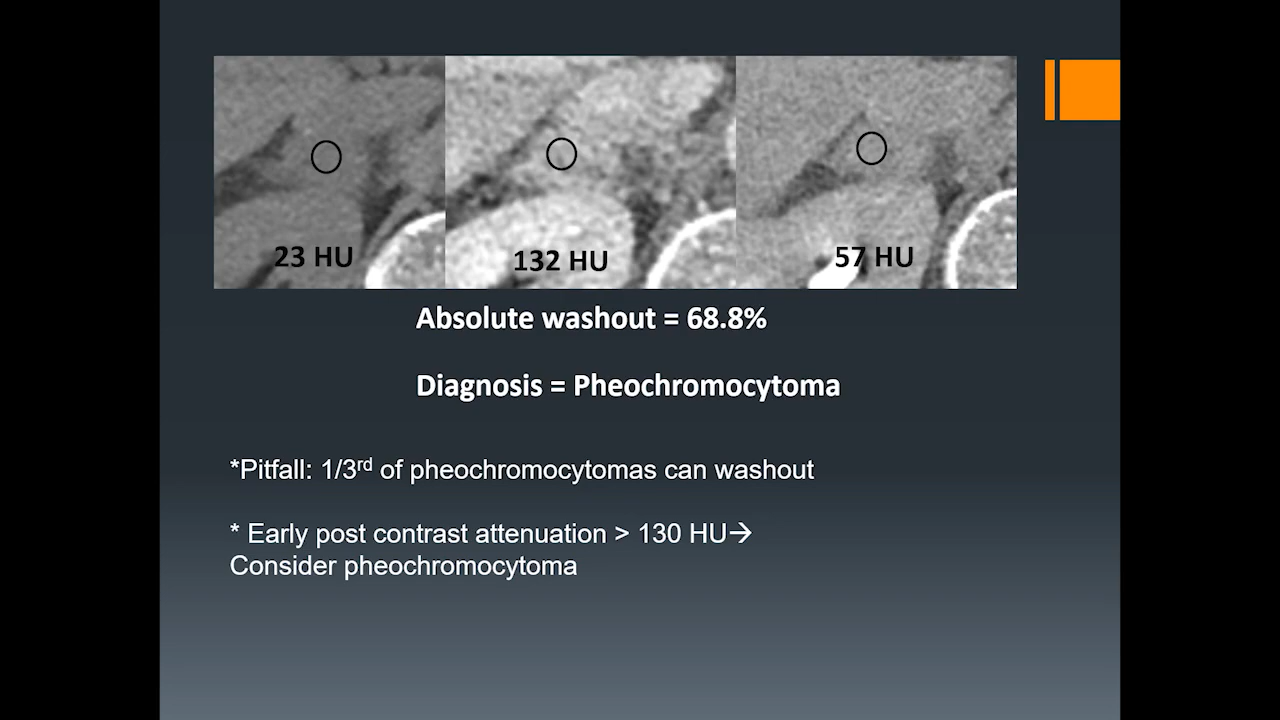 23 HU
132 HU
57 HU
Absolute washout = 68.8%
Diagnosis = Pheochromocytoma
*Pitfall: 1/3rd of pheochromocytomas can washout
* Early post contrast attenuation > 130 HU→
Consider pheochromocytoma